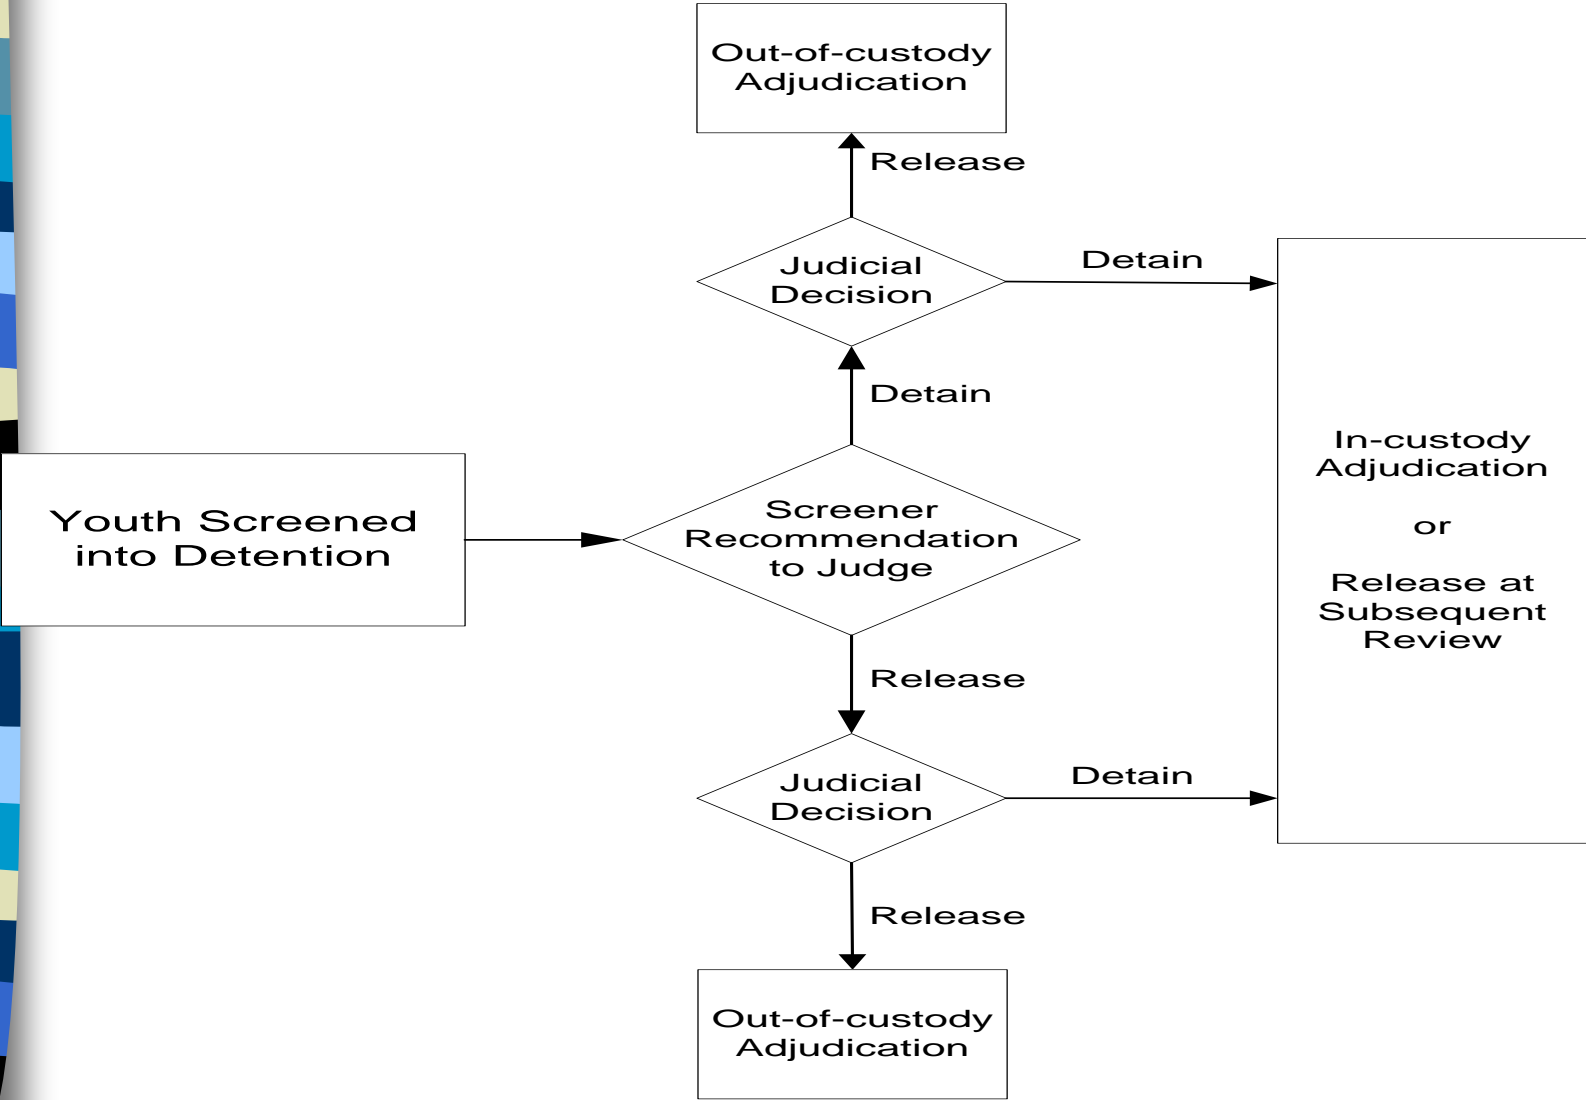 Out-of-custody
Adjudication
Release
Judicial
Decision
Detain
Detain
Youth Screened
into Detention
Screener
Recommendation
to Judge
In-custody
Adjudication
or
Release at
Subsequent
Review
Release
Judicial
Decision
Detain
Release
Out-of-custody
Adjudication